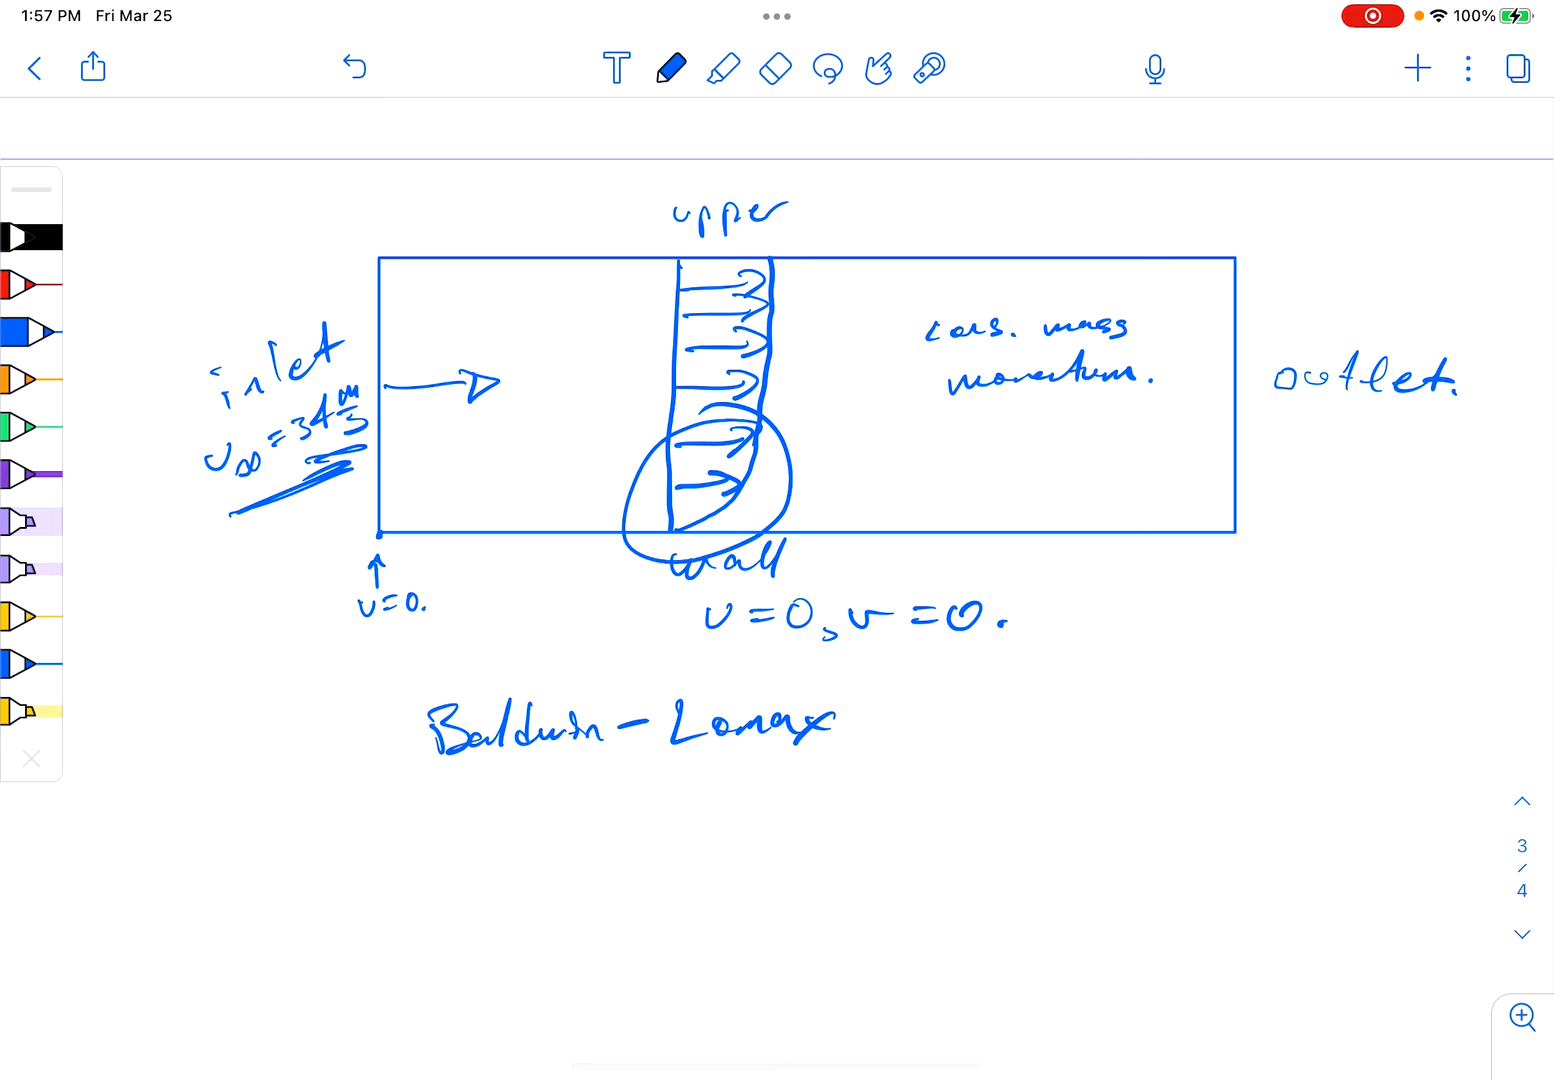 1:57 PM Fri Mar 25
100%
upper
inlet
U∞ = 34 m/s
cons. mass
momentum.
outlet.
wall
U=0.
U=0, v=0.
Baldwin-Lomax
3
/
4